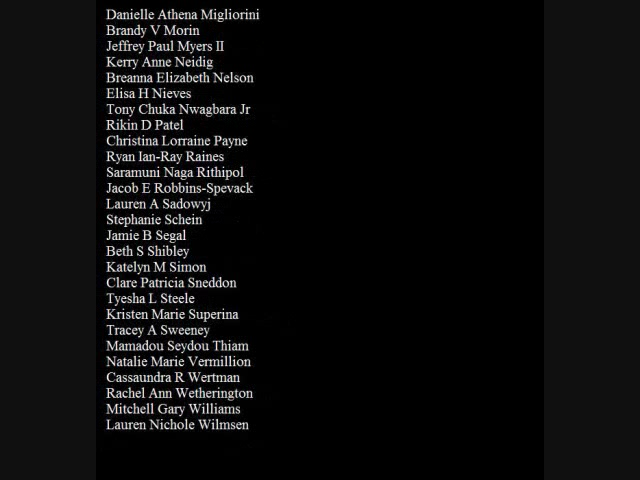 Danielle Athena Migliorini
Brandy V Morin
Jeffrey Paul Myers II
Kerry Anne Neidig
Breanna Elizabeth Nelson
Elisa H Nieves
Tony Chuka Nwagbara Jr
Rikin D Patel
Christina Lorraine Payne
Ryan Ian-Ray Raines
Saramuni Naga Rithipol
Jacob E Robbins-Spevack
Lauren A Sadowyj
Stephanie Schein
Jamie B Segal
Beth S Shibley
Katelyn M Simon
Clare Patricia Sneddon
Tyesha L Steele
Kristen Marie Superina
Tracey A Sweeney
Mamadou Seydou Thiam
Natalie Marie Vermillion
Cassaundra R Wertman
Rachel Ann Wetherington
Mitchell Gary Williams
Lauren Nichole Wilmsen